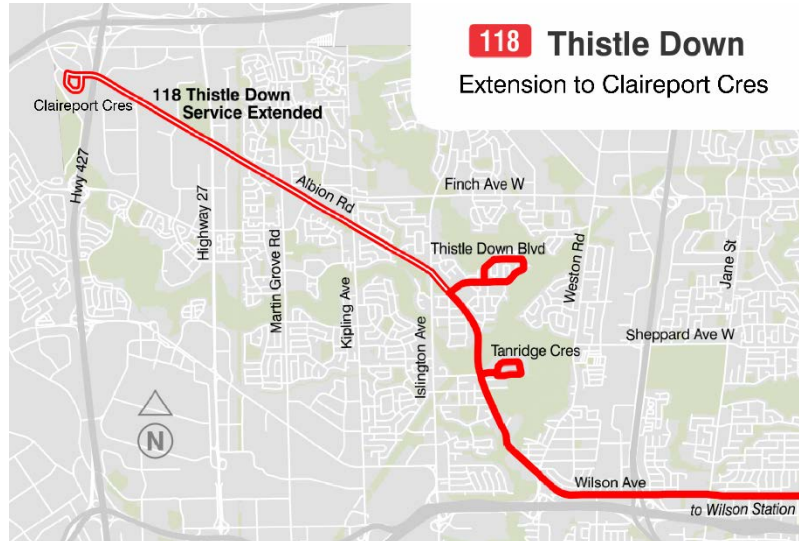 118 Thistle Down
Extension to Claireport Cres
Claireport Cres
118 Thistle Down
Service Extended
Hwy 427
Highway 27
Martin Grove Rd
Albion Rd
Kipling Ave
Islington Ave
Finch Ave W
Thistle Down Blvd
Weston Rd
Jane St
Sheppard Ave W
Tanridge Cres
N
Wilson Ave
to Wilson Station